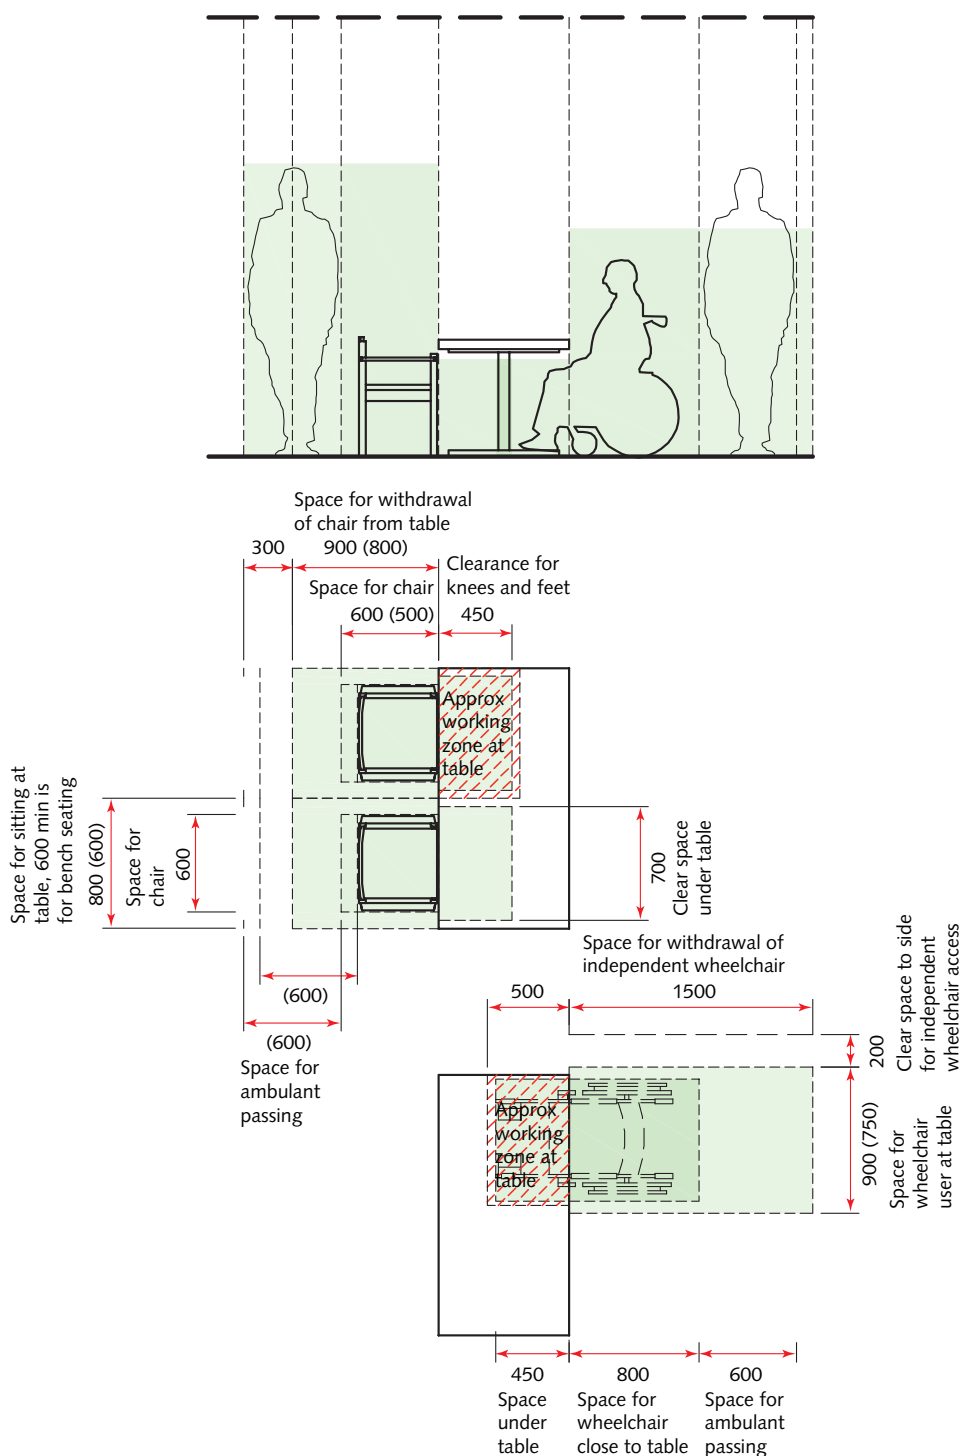 Space for withdrawal
of chair from table
300
900 (800)
Clearance for
knees and feet
Space for chair
600 (500)
450
Approx
working
zone at
table
Space for sitting at
table, 600 min is
for bench seating
800 (600)
Space for
chair
600
700
Clear space
under table
(600)
(600)
Space for
ambulant
passing
Space for withdrawal of
independent wheelchair
500
1500
Clear space to side
for independent
wheelchair access
200
Approx
working
zone at
table
900 (750)
Space for
wheelchair
user at table
450
Space
under
table
800
Space for
wheelchair
close to table
600
Space for
ambulant
passing